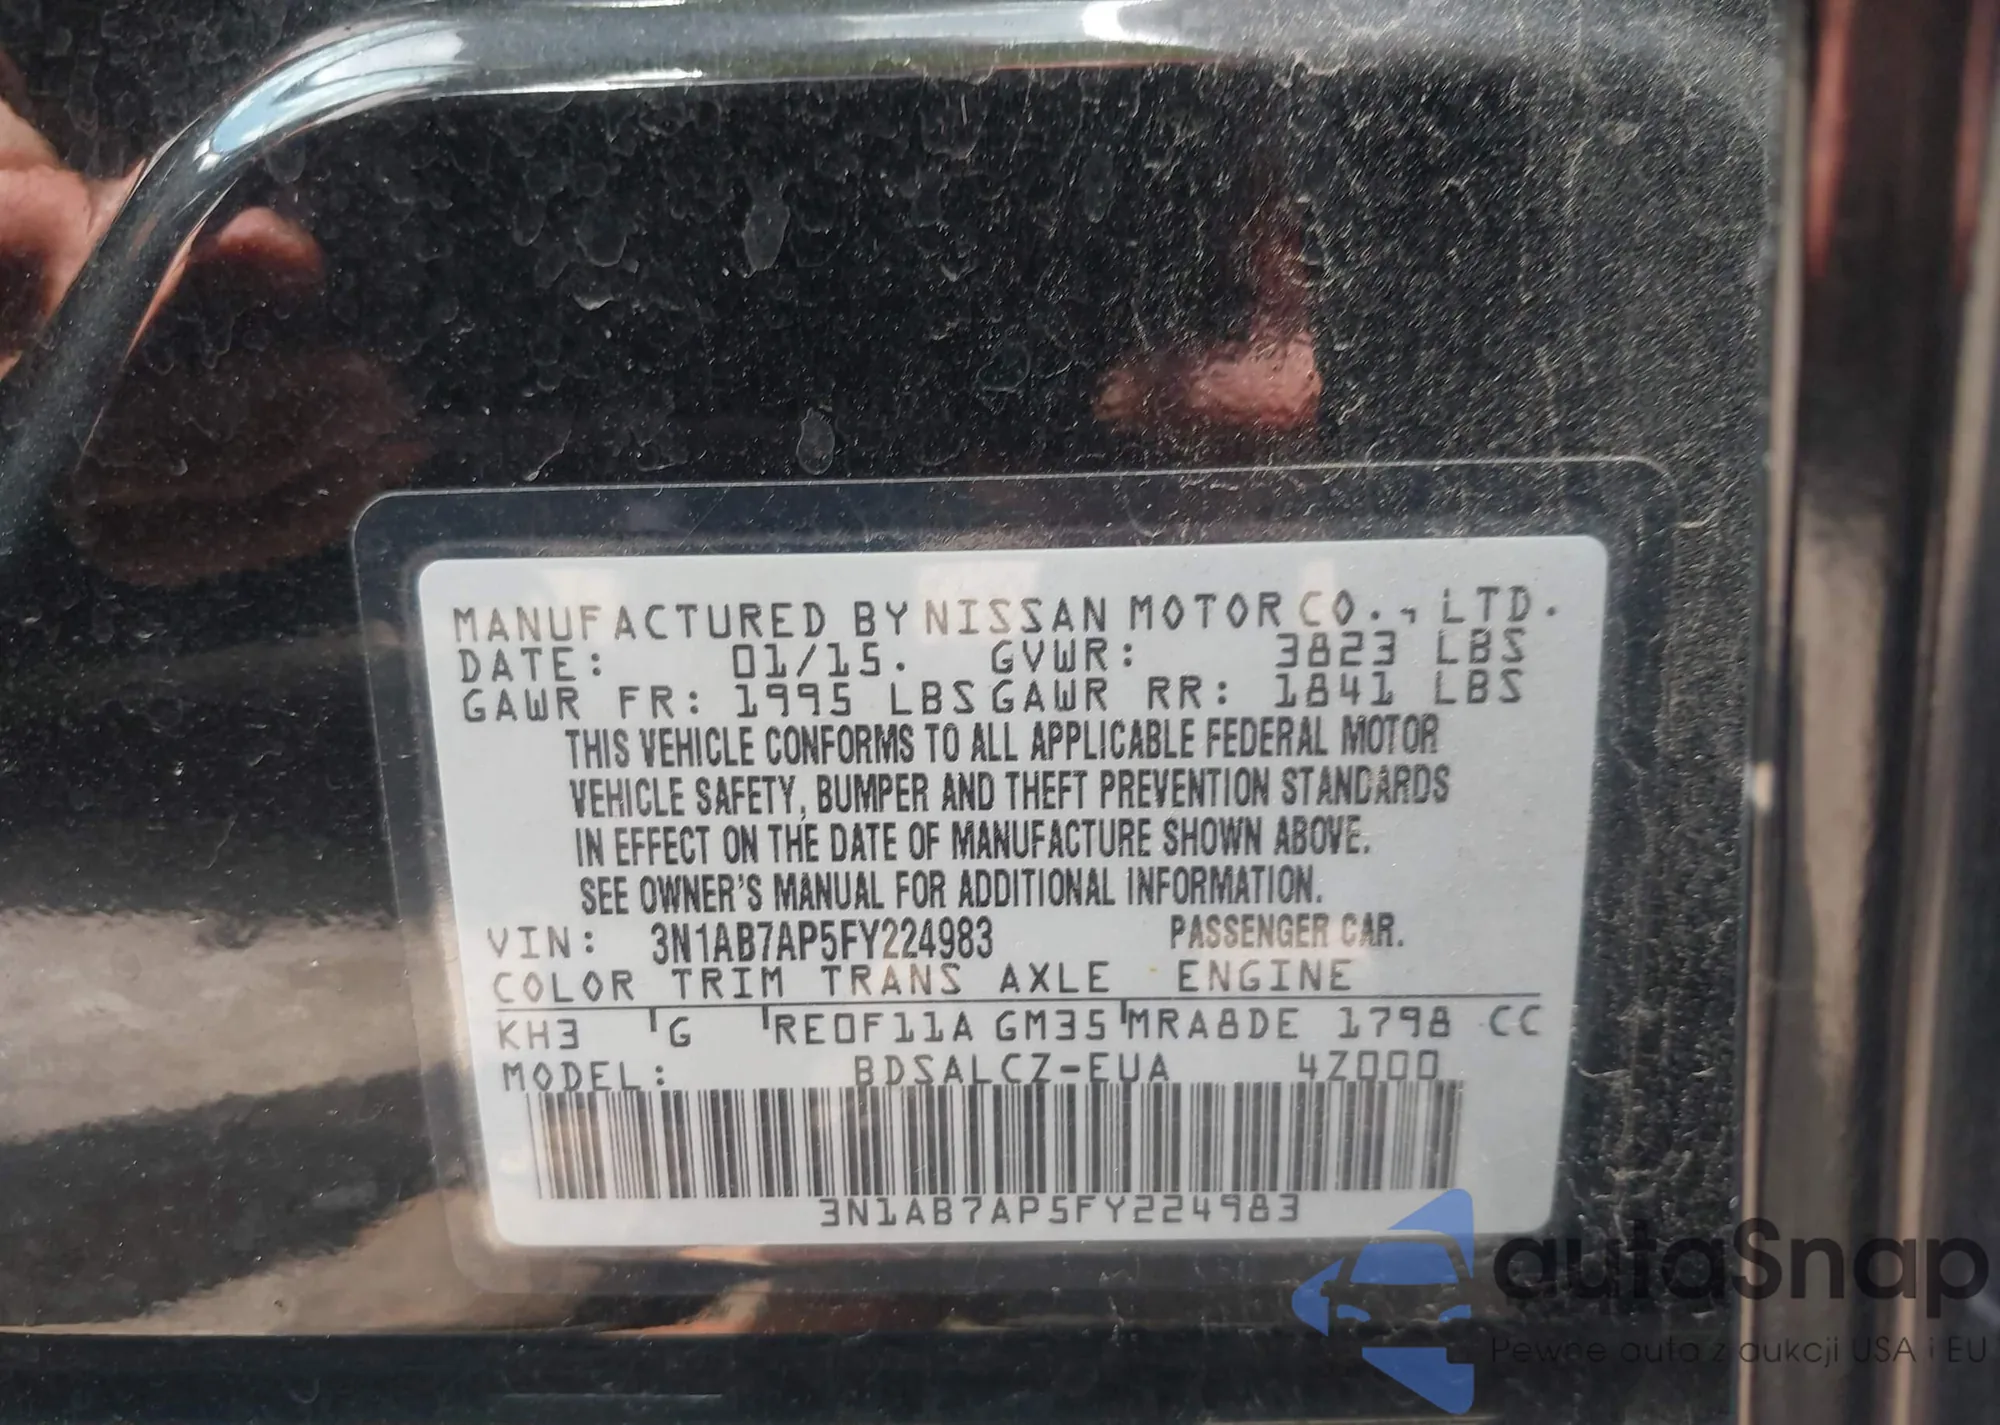 MANUFACTURED BY NISSAN MOTOR CO., LTD.
DATE: 01/15. GVWR: 3823 LBS
GAWR FR: 1995 LBS GAWR RR: 1841 LBS
THIS VEHICLE CONFORMS TO ALL APPLICABLE FEDERAL MOTOR
VEHICLE SAFETY, BUMPER AND THEFT PREVENTION STANDARDS
IN EFFECT ON THE DATE OF MANUFACTURE SHOWN ABOVE.
SEE OWNER'S MANUAL FOR ADDITIONAL INFORMATION.
VIN: 3N1AB7AP5FY224983 PASSENGER CAR.
COLOR TRIM TRANS AXLE ENGINE
KH3 G RE0F11A GM35 MRA8DE 1798 CC
MODEL: BDSALCZ-EUA 4Z000
3N1AB7AP5FY224983
autaSnap
Pewne auta z aukcji USA i EU